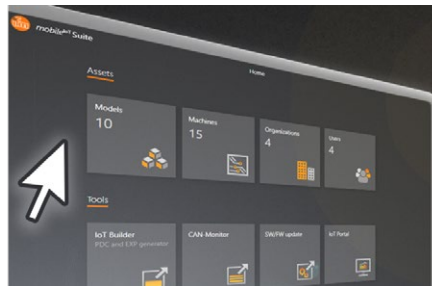 mobileIoT Suite
Assets
Home
Models
10
Machines
15
Organizations
4
Users
4
Tools
IoT Builder
PDC and EXP generator
CAN-Monitor
SW/FW update
IoT Portal